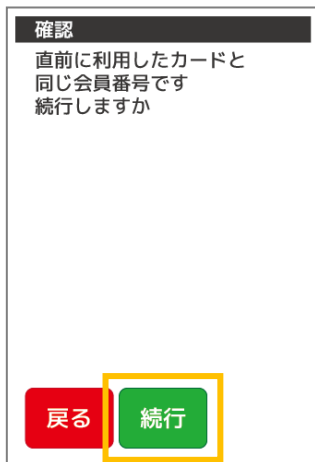 確認
直前に利用したカードと
同じ会員番号です
続行しますか
戻る
続行